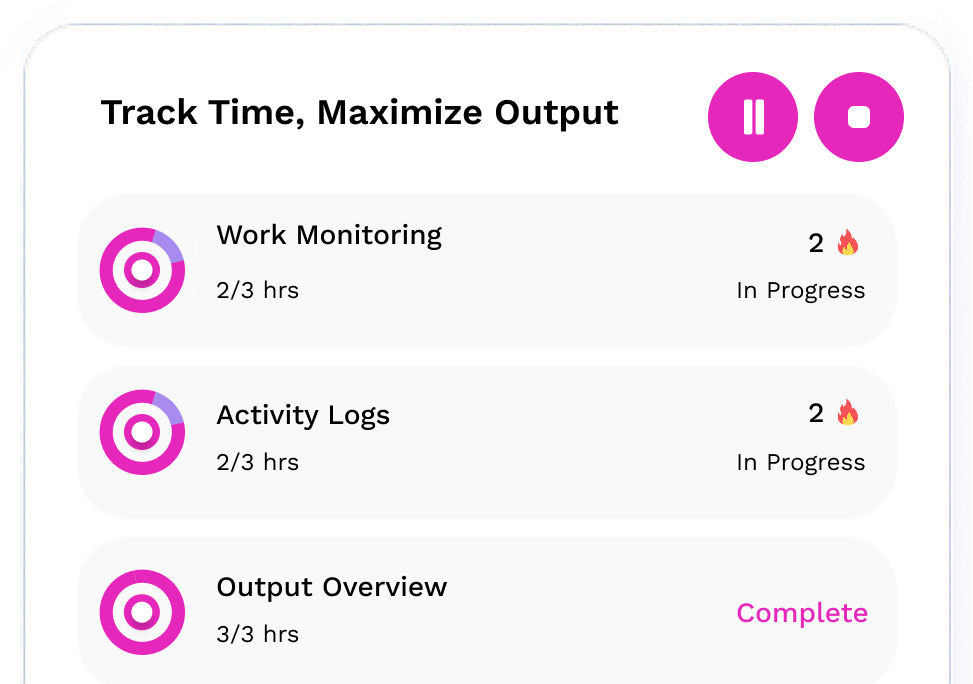 Track Time, Maximize Output
Work Monitoring
2 🔥
2/3 hrs
In Progress
Activity Logs
2 🔥
2/3 hrs
In Progress
Output Overview
3/3 hrs
Complete